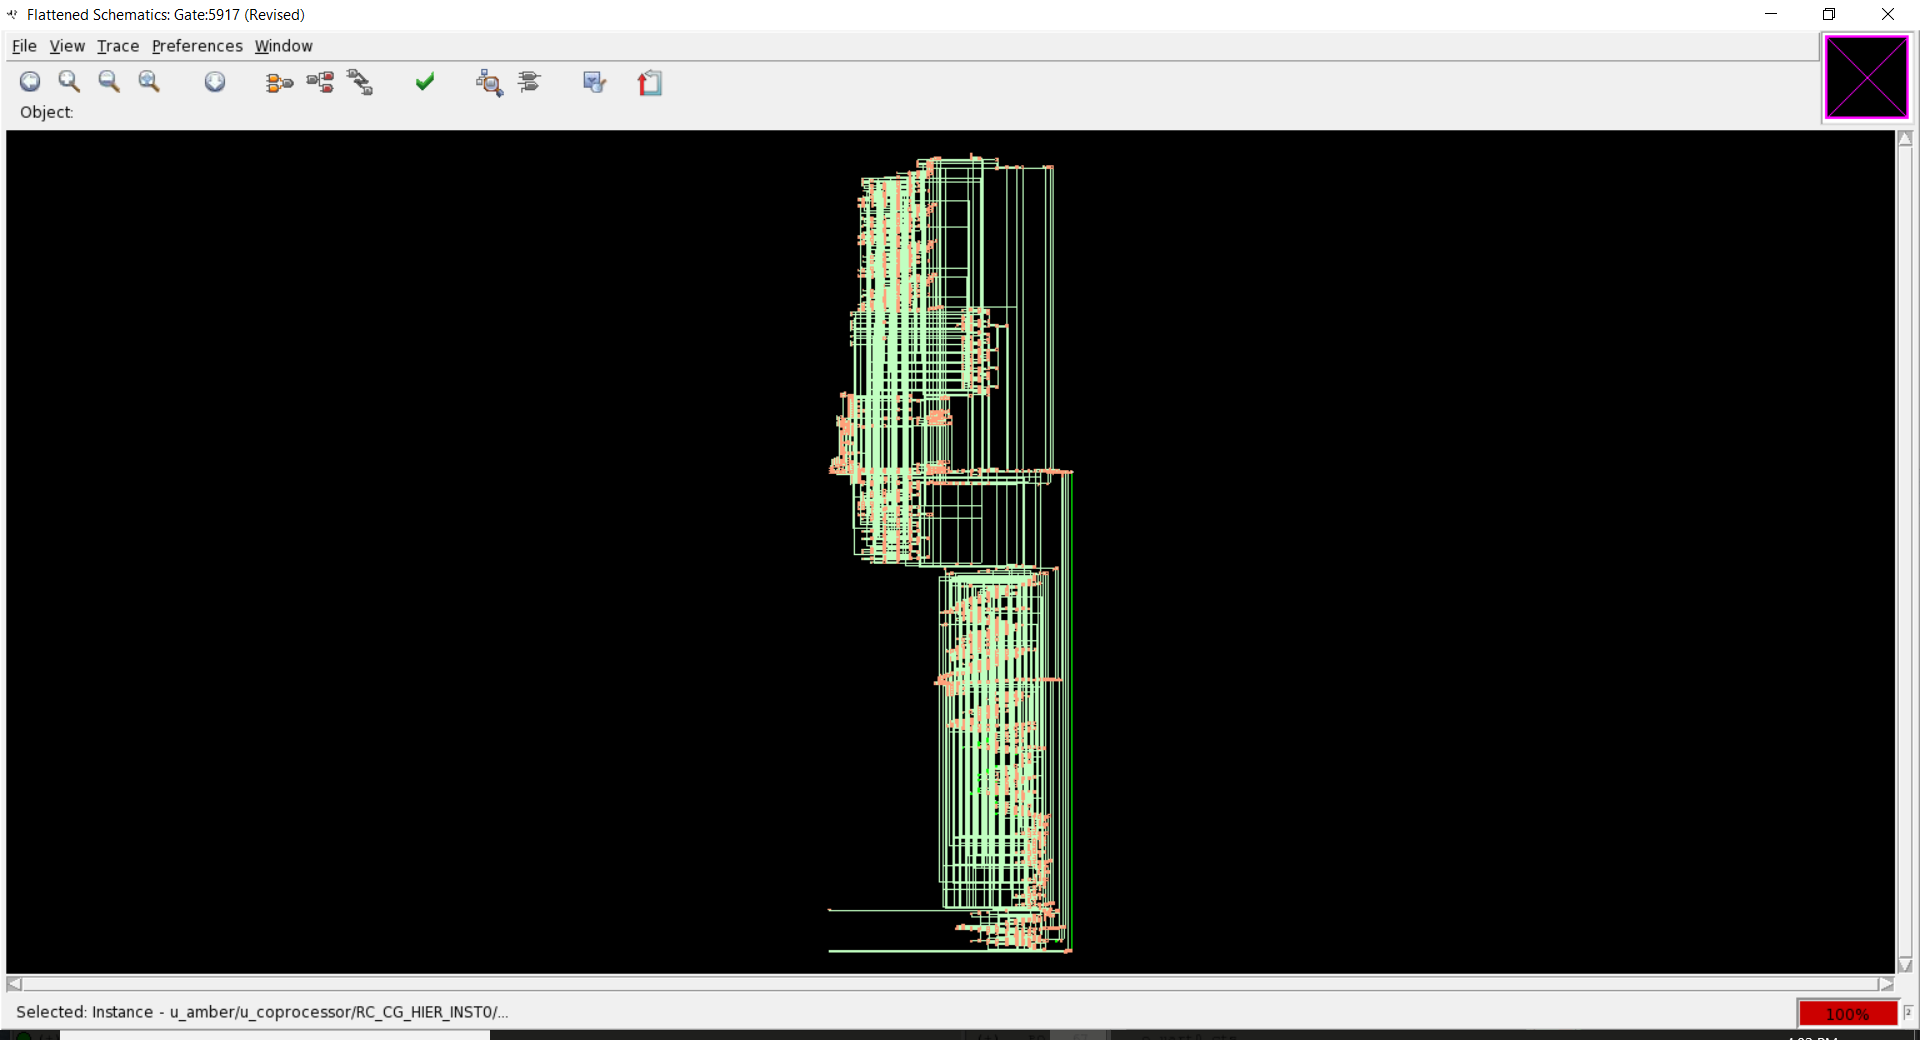 Flattened Schematics: Gate:5917 (Revised)
File View Trace Preferences Window
Object:
Selected: Instance - u_amber/u_coprocessor/RC_CG_HIER_INST0/...
100%